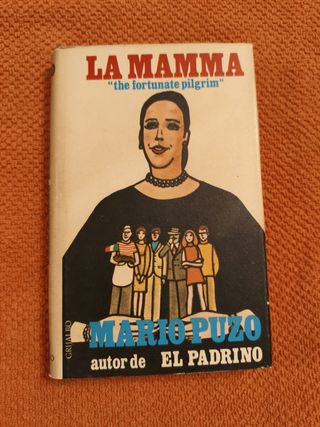 LA MAMMA
"the fortunate pilgrim"
MARIO PUZO
autor de EL PADRINO
GRIJALBO